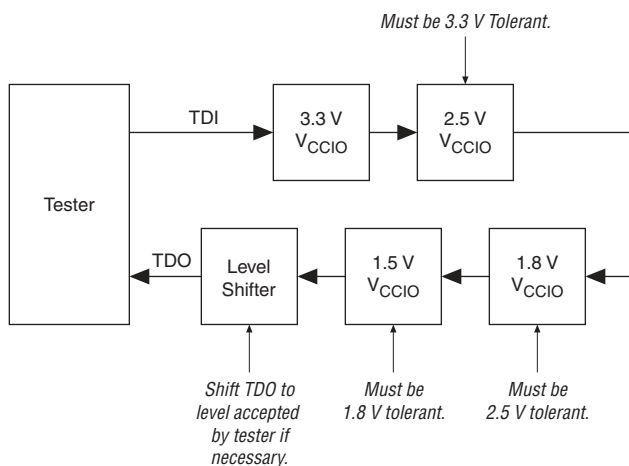 Must be 3.3 V Tolerant.
TDI
3.3 V
VCCIO
2.5 V
VCCIO
Tester
TDO
Level
Shifter
1.5 V
VCCIO
1.8 V
VCCIO
Shift TDO to
level accepted
by tester if
necessary.
Must be
1.8 V tolerant.
Must be
2.5 V tolerant.